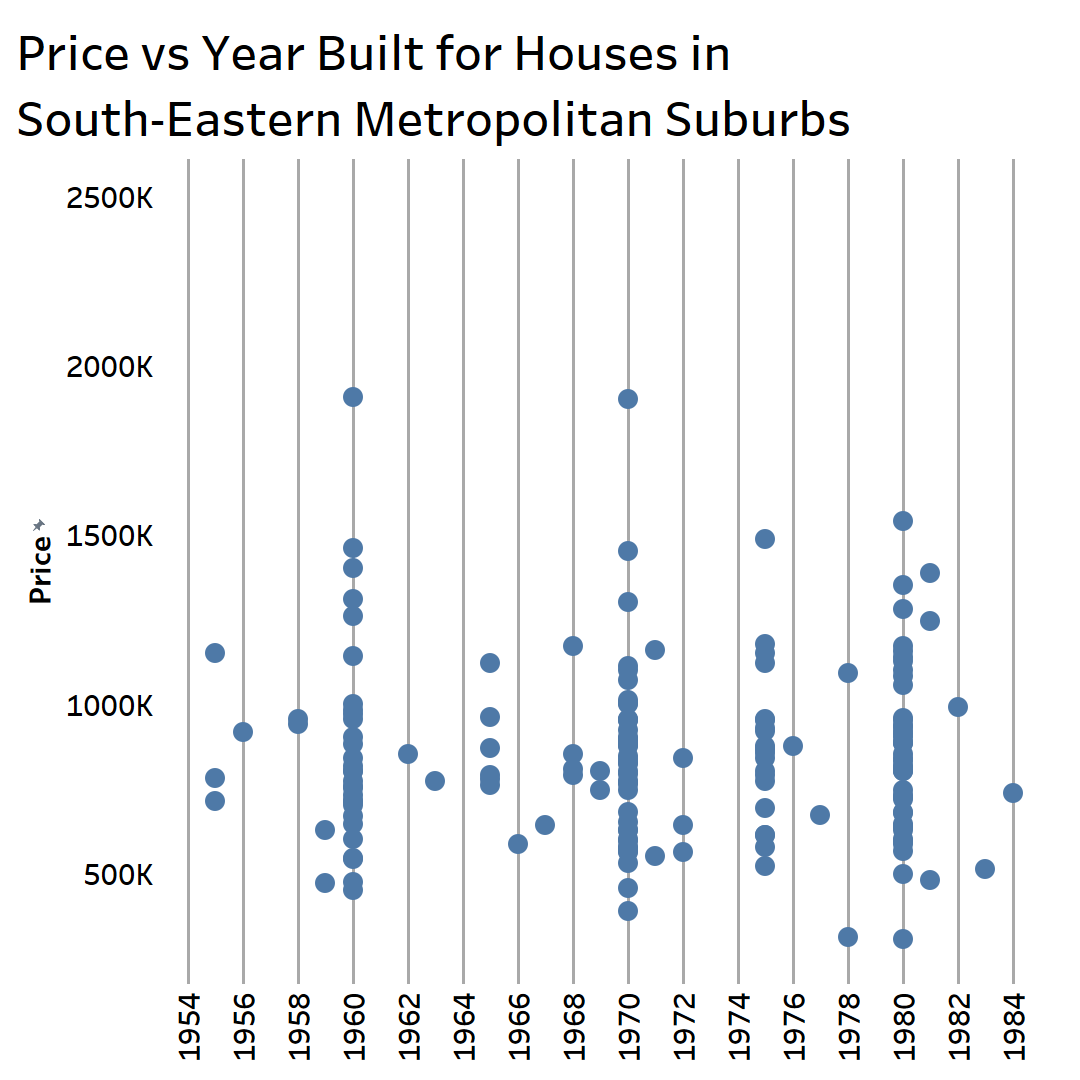 Price vs Year Built for Houses in
South-Eastern Metropolitan Suburbs
2500K
2000K
1500K
1000K
500K
Price
1954 1956 1958 1960 1962 1964 1966 1968 1970 1972 1974 1976 1978 1980 1982 1984